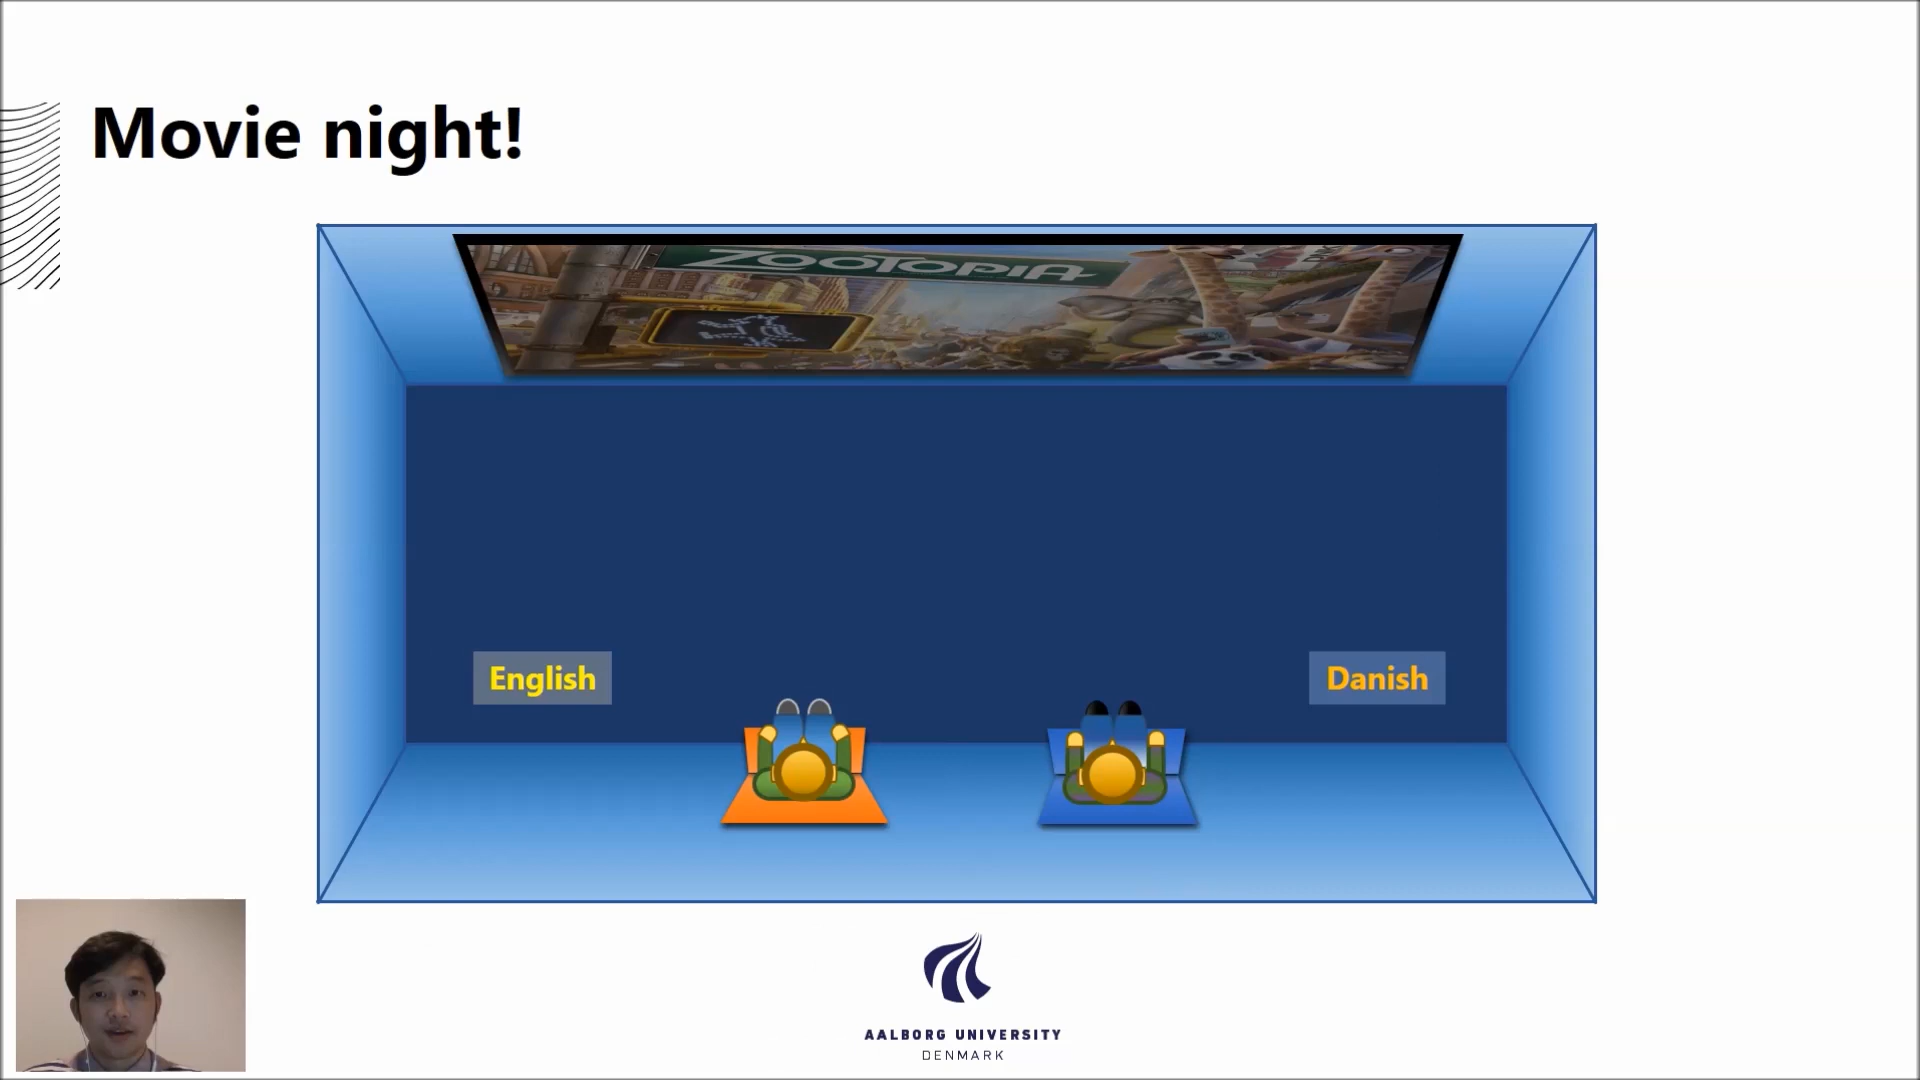 Movie night!
ZOOTOPIA
English
Danish
AALBORG UNIVERSITY
DENMARK